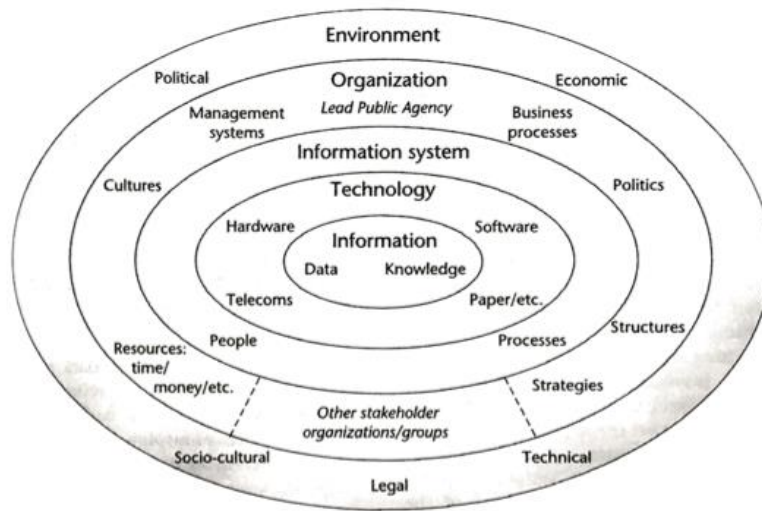 Environment
Political
Economic
Organization
Lead Public Agency
Management
systems
Business
processes
Information system
Cultures
Politics
Technology
Hardware
Software
Information
Data Knowledge
Telecoms
Paper/etc.
People
Processes
Structures
Resources:
time/
money/etc.
Strategies
Other stakeholder
organizations/groups
Socio-cultural
Technical
Legal